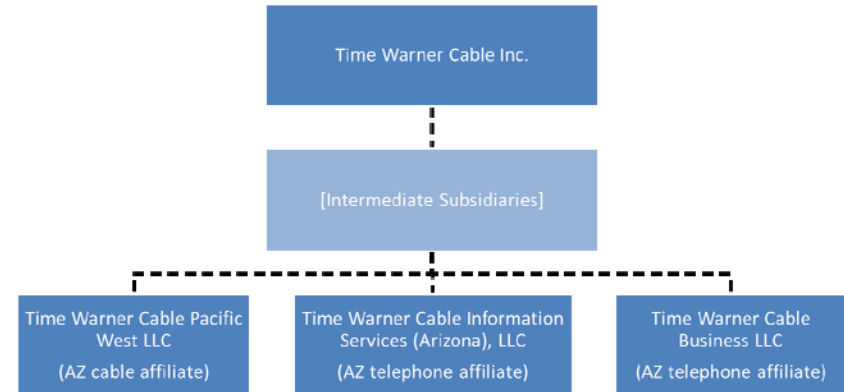 Time Warner Cable Inc.
[Intermediate Subsidiaries]
Time Warner Cable Pacific
West LLC
(AZ cable affiliate)
Time Warner Cable Information
Services (Arizona), LLC
(AZ telephone affiliate)
Time Warner Cable
Business LLC
(AZ telephone affiliate)